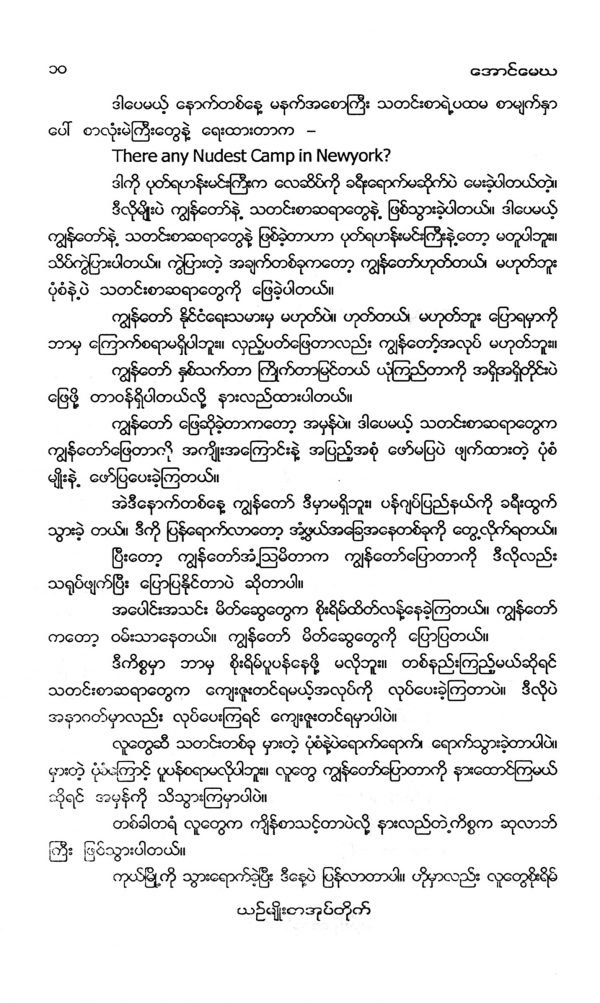 ၁၀ အောင်မေဃ
ဒါပေမယ့် နောက်တစ်နေ့ မနက်အစောကြီး သတင်းစာရဲ့ပထမ စာမျက်နှာ
ပေါ် စာလုံးမဲကြီးတွေနဲ့ ရေးထားတာက –
There any Nudest Camp in Newyork?
ဒါကို ပုတ်ရဟန်းမင်းကြီးက လေဆိပ်ကို ခရီးရောက်မဆိုက်ပဲ မေးခဲ့ပါတယ်တဲ့။
ဒီလိုမျိုးပဲ ကျွန်တော်နဲ့ သတင်းစာဆရာတွေနဲ့ ဖြစ်သွားခဲ့ပါတယ်။ ဒါပေမယ့်
ကျွန်တော်နဲ့ သတင်းစာဆရာတွေနဲ့ ဖြစ်ခဲ့တာဟာ ပုတ်ရဟန်းမင်းကြီးနဲ့တော့ မတူပါဘူး။
သိပ်ကွဲပြားပါတယ်။ ကွဲပြားတဲ့ အချက်တစ်ခုကတော့ ကျွန်တော်ဟုတ်တယ်၊ မဟုတ်ဘူး
ပုံစံနဲ့ပဲ သတင်းစာဆရာတွေကို ဖြေခဲ့ပါတယ်။
ကျွန်တော် နိုင်ငံရေးသမားမှ မဟုတ်ပဲ။ ဟုတ်တယ်၊ မဟုတ်ဘူး ပြောရမှာကို
ဘာမှ ကြောက်စရာမရှိပါဘူး။ လှည့်ပတ်ဖြေတာလည်း ကျွန်တော့်အလုပ် မဟုတ်ဘူး။
ကျွန်တော် နှစ်သက်တာ ကြိုက်တာမြင်တယ် ယုံကြည်တာကို အရှိအရှိတိုင်းပဲ
ဖြေဖို့ တာဝန်ရှိပါတယ်လို့ နားလည်ထားပါတယ်။
ကျွန်တော် ဖြေဆိုခဲ့တာကတော့ အမှန်ပဲ။ ဒါပေမယ့် သတင်းစာဆရာတွေက
ကျွန်တော်ဖြေတာကို အကျိုးအကြောင်းနဲ့ အပြည့်အစုံ ဖော်မပြပဲ ဖျက်ထားတဲ့ ပုံစံ
မျိုးနဲ့ ဖော်ပြပေးခဲ့ကြတယ်။
အဲဒီနောက်တစ်နေ့ ကျွန်တော် ဒီမှာမရှိဘူး၊ ပန်ဂျပ်ပြည်နယ်ကို ခရီးထွက်
သွားခဲ့ တယ်။ ဒီကို ပြန်ရောက်လာတော့ အံ့ဖွယ်အခြေအနေတစ်ခုကို တွေ့လိုက်ရတယ်။
ပြီးတော့ ကျွန်တော်အံ့သြမိတာက ကျွန်တော်ပြောတာကို ဒီလိုလည်း
သရုပ်ဖျက်ပြီး ပြောပြနိုင်တာပဲ ဆိုတာပါ။
အပေါင်းအသင်း မိတ်ဆွေတွေက စိုးရိမ်ထိတ်လန့်နေခဲ့ကြတယ်။ ကျွန်တော်
ကတော့ ဝမ်းသာနေတယ်။ ကျွန်တော် မိတ်ဆွေတွေကို ပြောပြတယ်။
ဒီကိစ္စမှာ ဘာမှ စိုးရိမ်ပူပန်နေဖို့ မလိုဘူး။ တစ်နည်းကြည့်မယ်ဆိုရင်
သတင်းစာဆရာတွေက ကျေးဇူးတင်ရမယ့်အလုပ်ကို လုပ်ပေးခဲ့ကြတာပဲ။ ဒီလိုပဲ
အနာဂတ်မှာလည်း လုပ်ပေးကြရင် ကျေးဇူးတင်ရမှာပါပဲ။
လူတွေဆီ သတင်းတစ်ခု မှားတဲ့ ပုံစံနဲ့ပဲရောက်ရောက်၊ ရောက်သွားခဲ့တာပါပဲ။
မှားတဲ့ ပုံစံကြောင့် ပူပန်စရာမလိုပါဘူး။ လူတွေ ကျွန်တော်ပြောတာကို နားထောင်ကြမယ်
ဆိုရင် အမှန်ကို သိသွားကြမှာပါပဲ။
တစ်ခါတရံ လူတွေက ကျိန်စာသင့်တာပဲလို့ နားလည်တဲ့ကိစ္စက ဆုလာဘ်
ကြီး ဖြစ်သွားပါတယ်။
ကုယ်မြို့ကို သွားရောက်ခဲ့ပြီး ဒီနေ့ပဲ ပြန်လာတာပါ။ ဟိုမှာလည်း လူတွေစိုးရိမ်
ယဉ်မျိုးစာအုပ်တိုက်